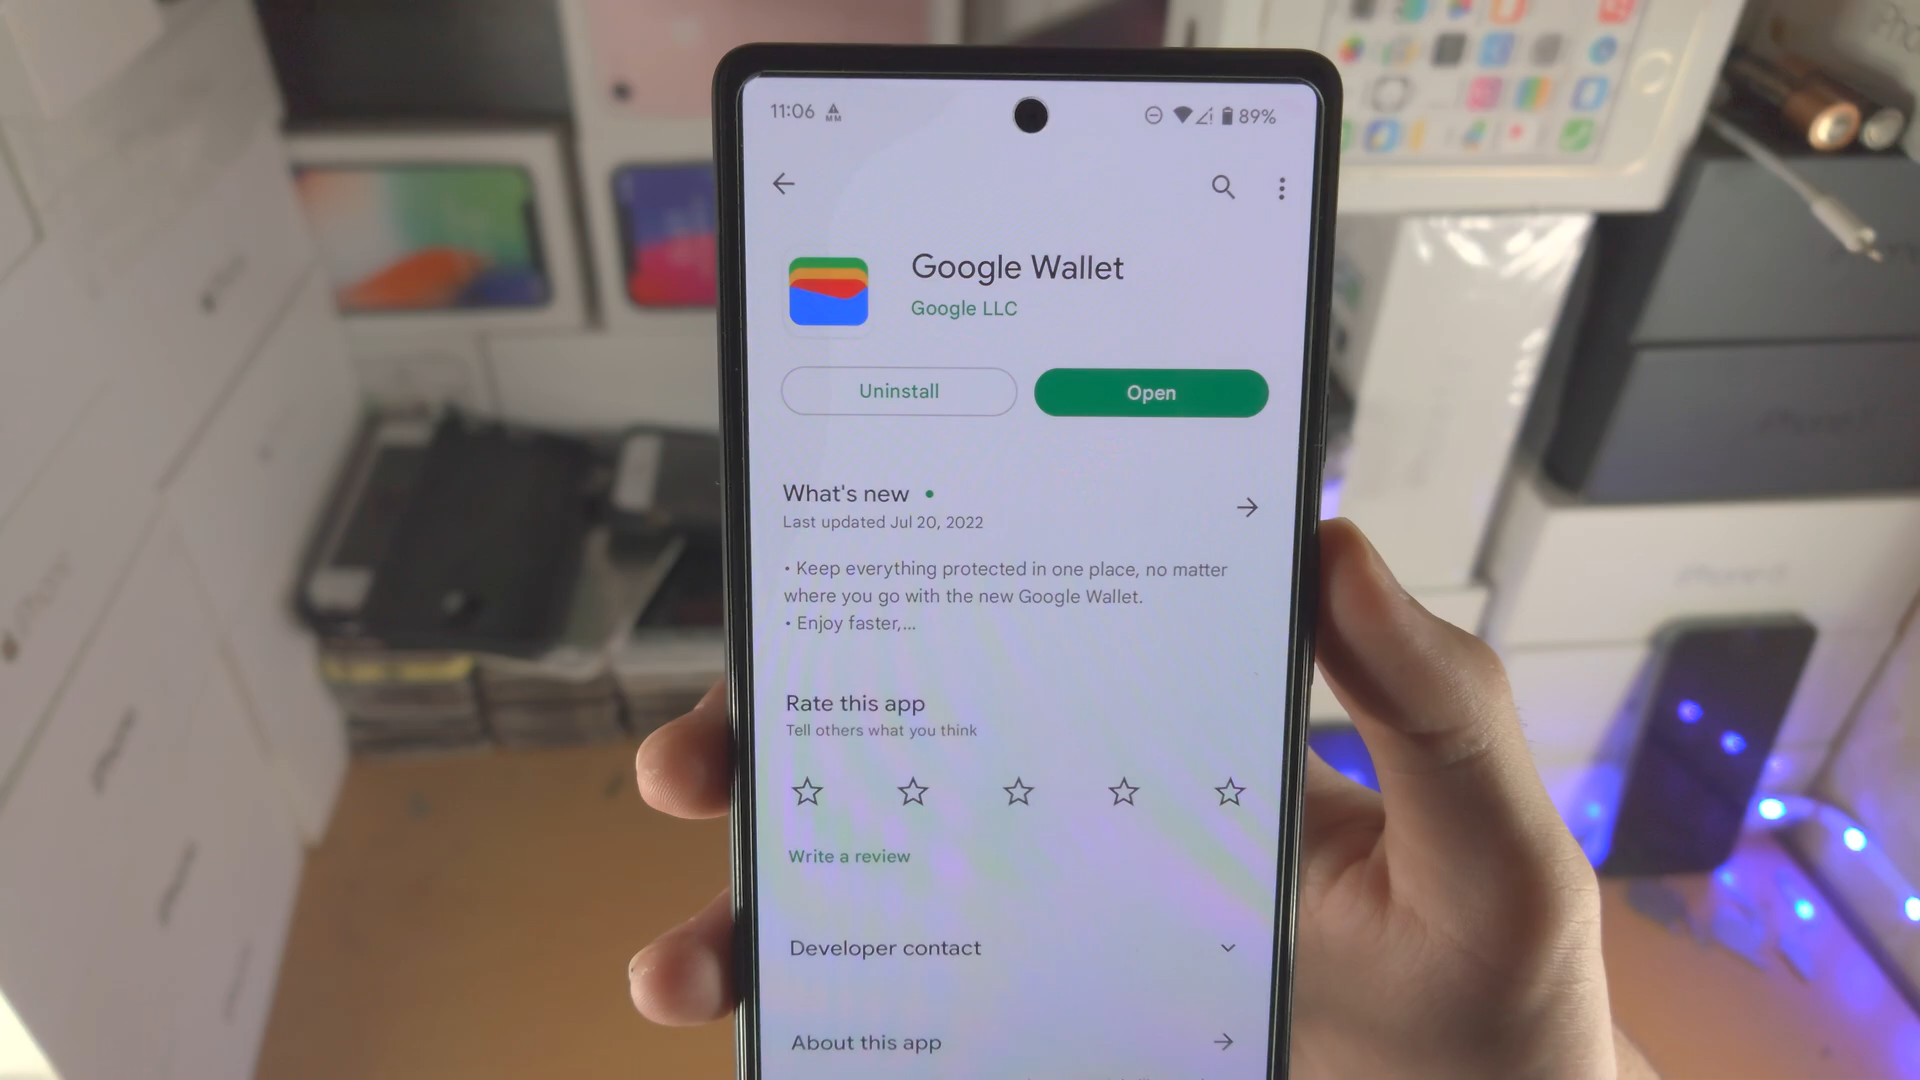 11:06 89%
Google Wallet
Google LLC
Uninstall Open
What's new •
Last updated Jul 20, 2022
• Keep everything protected in one place, no matter
where you go with the new Google Wallet.
• Enjoy faster,...
Rate this app
Tell others what you think
Write a review
Developer contact
About this app